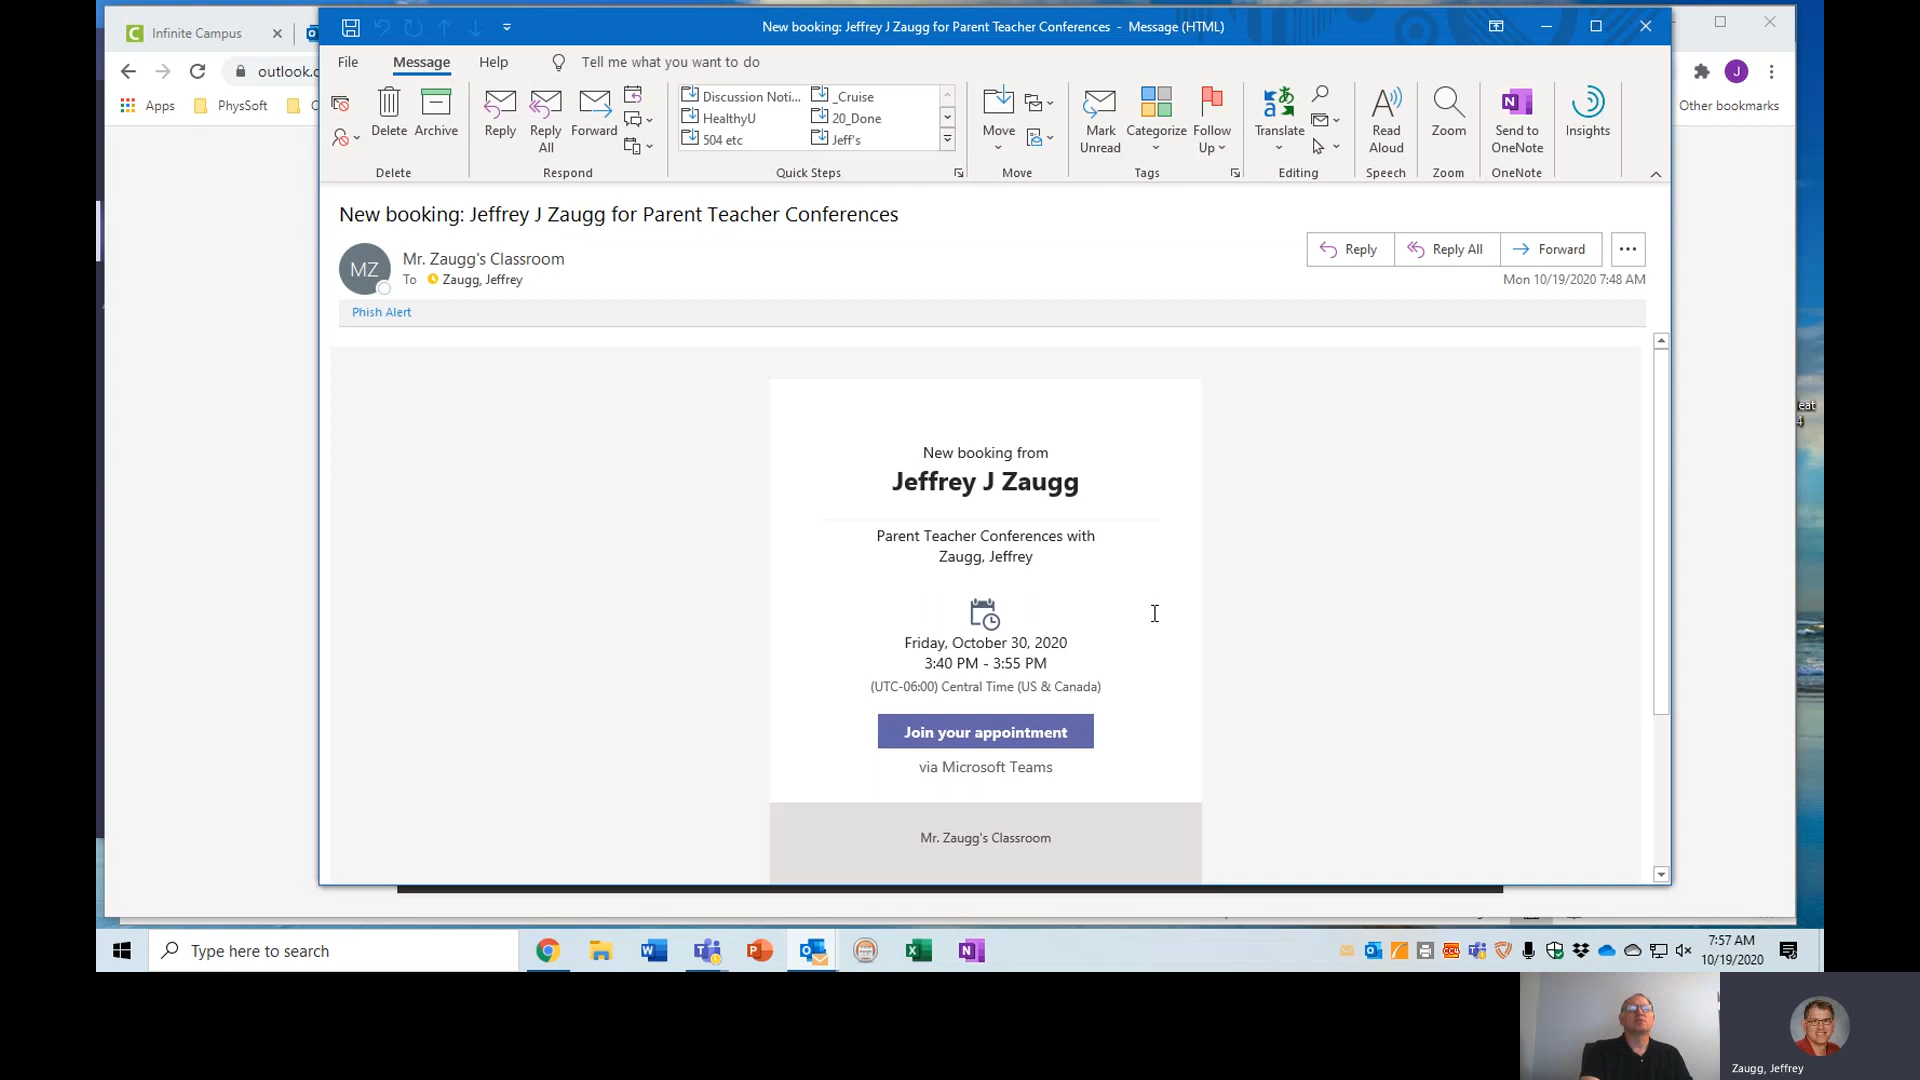 Infinite Campus
New booking: Jeffrey J Zaugg for Parent Teacher Conferences - Message (HTML)
outlook.c
J
Apps
PhysSoft
C
Other bookmarks
File
Message
Help
Tell me what you want to do
Delete
Archive
Reply
Reply All
Forward
Discussion Noti...
HealthyU
504 etc
_Cruise
20_Done
Jeff's
Move
Mark Unread
Categorize
Follow Up
Translate
Read Aloud
Zoom
Send to OneNote
Insights
Delete
Respond
Quick Steps
Move
Tags
Editing
Speech
Zoom
OneNote
New booking: Jeffrey J Zaugg for Parent Teacher Conferences
MZ
Mr. Zaugg's Classroom
To Zaugg, Jeffrey
Reply
Reply All
Forward
Mon 10/19/2020 7:48 AM
Phish Alert
New booking from
Jeffrey J Zaugg
Parent Teacher Conferences with
Zaugg, Jeffrey
Friday, October 30, 2020
3:40 PM - 3:55 PM
(UTC-06:00) Central Time (US & Canada)
Join your appointment
via Microsoft Teams
Mr. Zaugg's Classroom
eat
4
Type here to search
7:57 AM
10/19/2020
Zaugg, Jeffrey